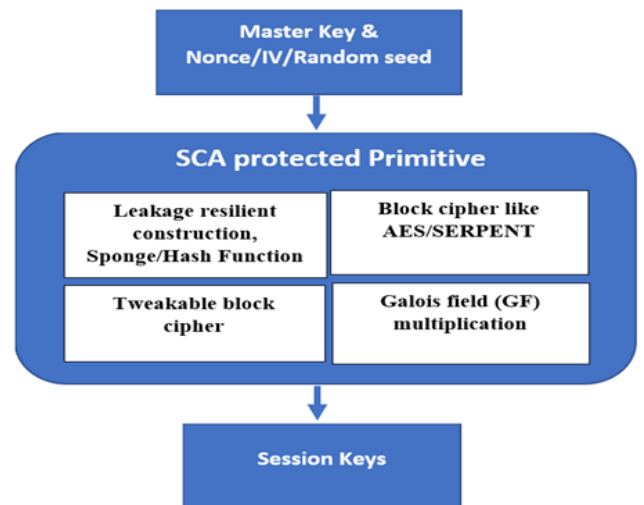 Master Key &
Nonce/IV/Random seed
SCA protected Primitive
Leakage resilient
construction,
Sponge/Hash Function
Block cipher like
AES/SERPENT
Tweakable block
cipher
Galois field (GF)
multiplication
Session Keys